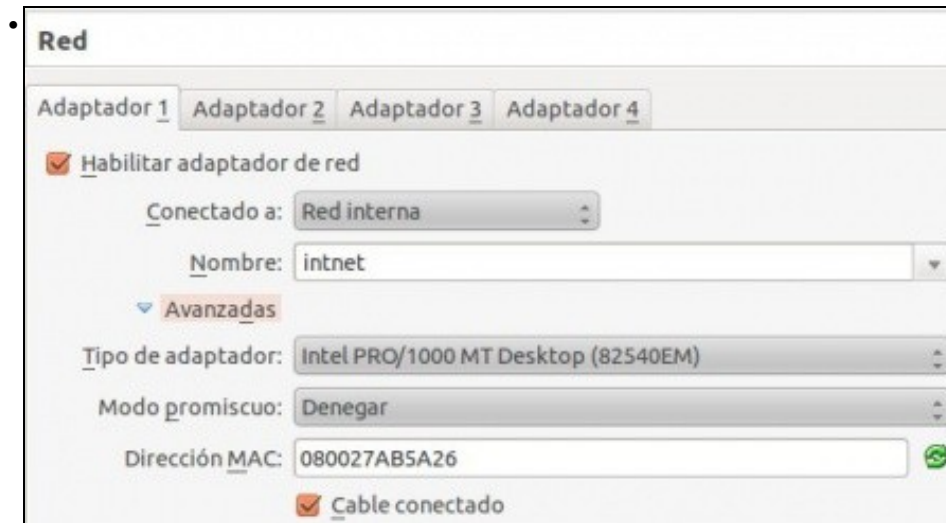 Red
Adaptador 1 Adaptador 2 Adaptador 3 Adaptador 4
Habilitar adaptador de red
Conectado a: Red interna
Nombre: intnet
Avanzadas
Tipo de adaptador: Intel PRO/1000 MT Desktop (82540EM)
Modo promiscuo: Denegar
Dirección MAC: 080027AB5A26
Cable conectado